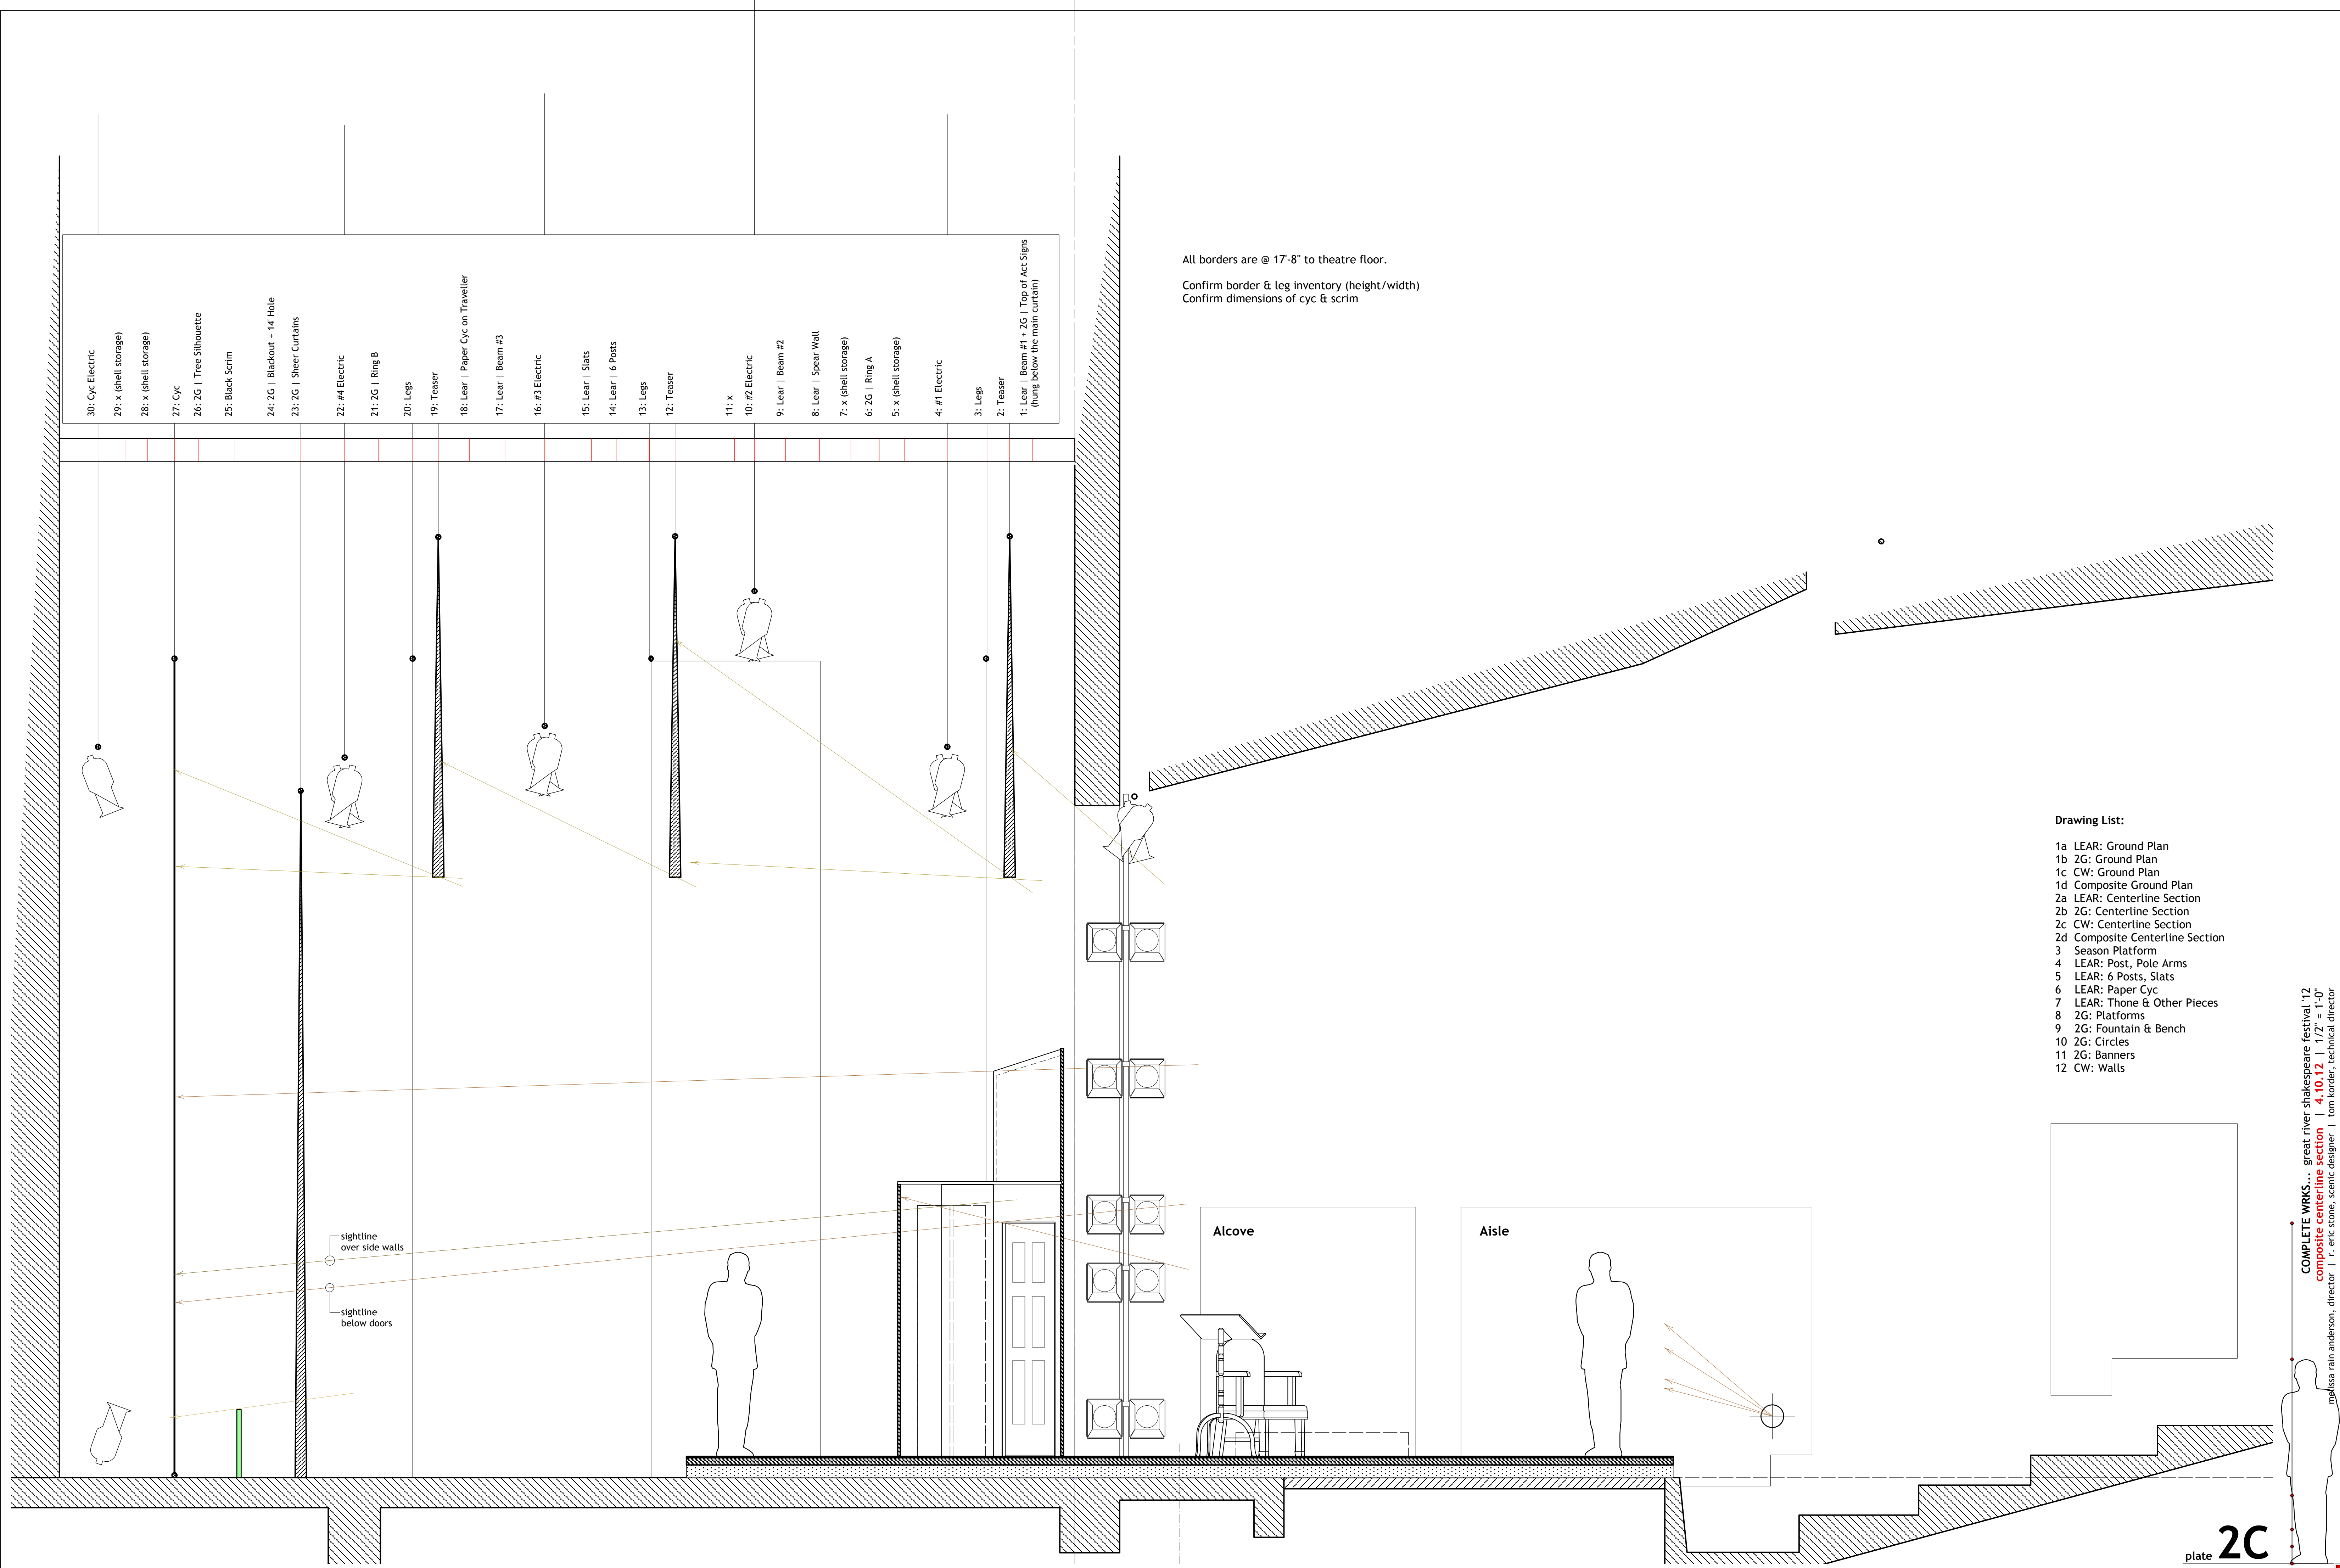 30: Cyc Electric
29: x (shell storage)
28: x (shell storage)
27: Cyc
26: 2G | Tree Silhouette
25: Black Scrim
24: 2G | Blackout + 14' Hole
23: 2G | Sheer Curtains
22: #4 Electric
21: 2G | Ring B
20: Legs
19: Teaser
18: Lear | Paper Cyc on Traveller
17: Lear | Beam #3
16: #3 Electric
15: Lear | Slats
14: Lear | 6 Posts
13: Legs
12: Teaser
11: x
10: #2 Electric
9: Lear | Beam #2
8: Lear | Spear Wall
7: x (shell storage)
6: 2G | Ring A
5: x (shell storage)
4: #1 Electric
3: Legs
2: Teaser
1: Lear | Beam #1 + 2G | Top of Act Signs
(hung below the main curtain)
All borders are @ 17'-8" to theatre floor.
Confirm border & leg inventory (height/width)
Confirm dimensions of cyc & scrim
Drawing List:
1a LEAR: Ground Plan
1b 2G: Ground Plan
1c CW: Ground Plan
1d Composite Ground Plan
2a LEAR: Centerline Section
2b 2G: Centerline Section
2c CW: Centerline Section
2d Composite Centerline Section
3 Season Platform
4 LEAR: Post, Pole Arms
5 LEAR: 6 Posts, Slats
6 LEAR: Paper Cyc
7 LEAR: Thone & Other Pieces
8 2G: Platforms
9 2G: Fountain & Bench
10 2G: Circles
11 2G: Banners
12 CW: Walls
sightline
over side walls
sightline
below doors
Alcove
Aisle
COMPLETE WRKS... great river shakespeare festival '12
composite centerline section | 4.10.12 | 1/2" = 1'-0"
melissa rain anderson, director | r. eric stone, scenic designer | tom korder, technical director
plate 2C